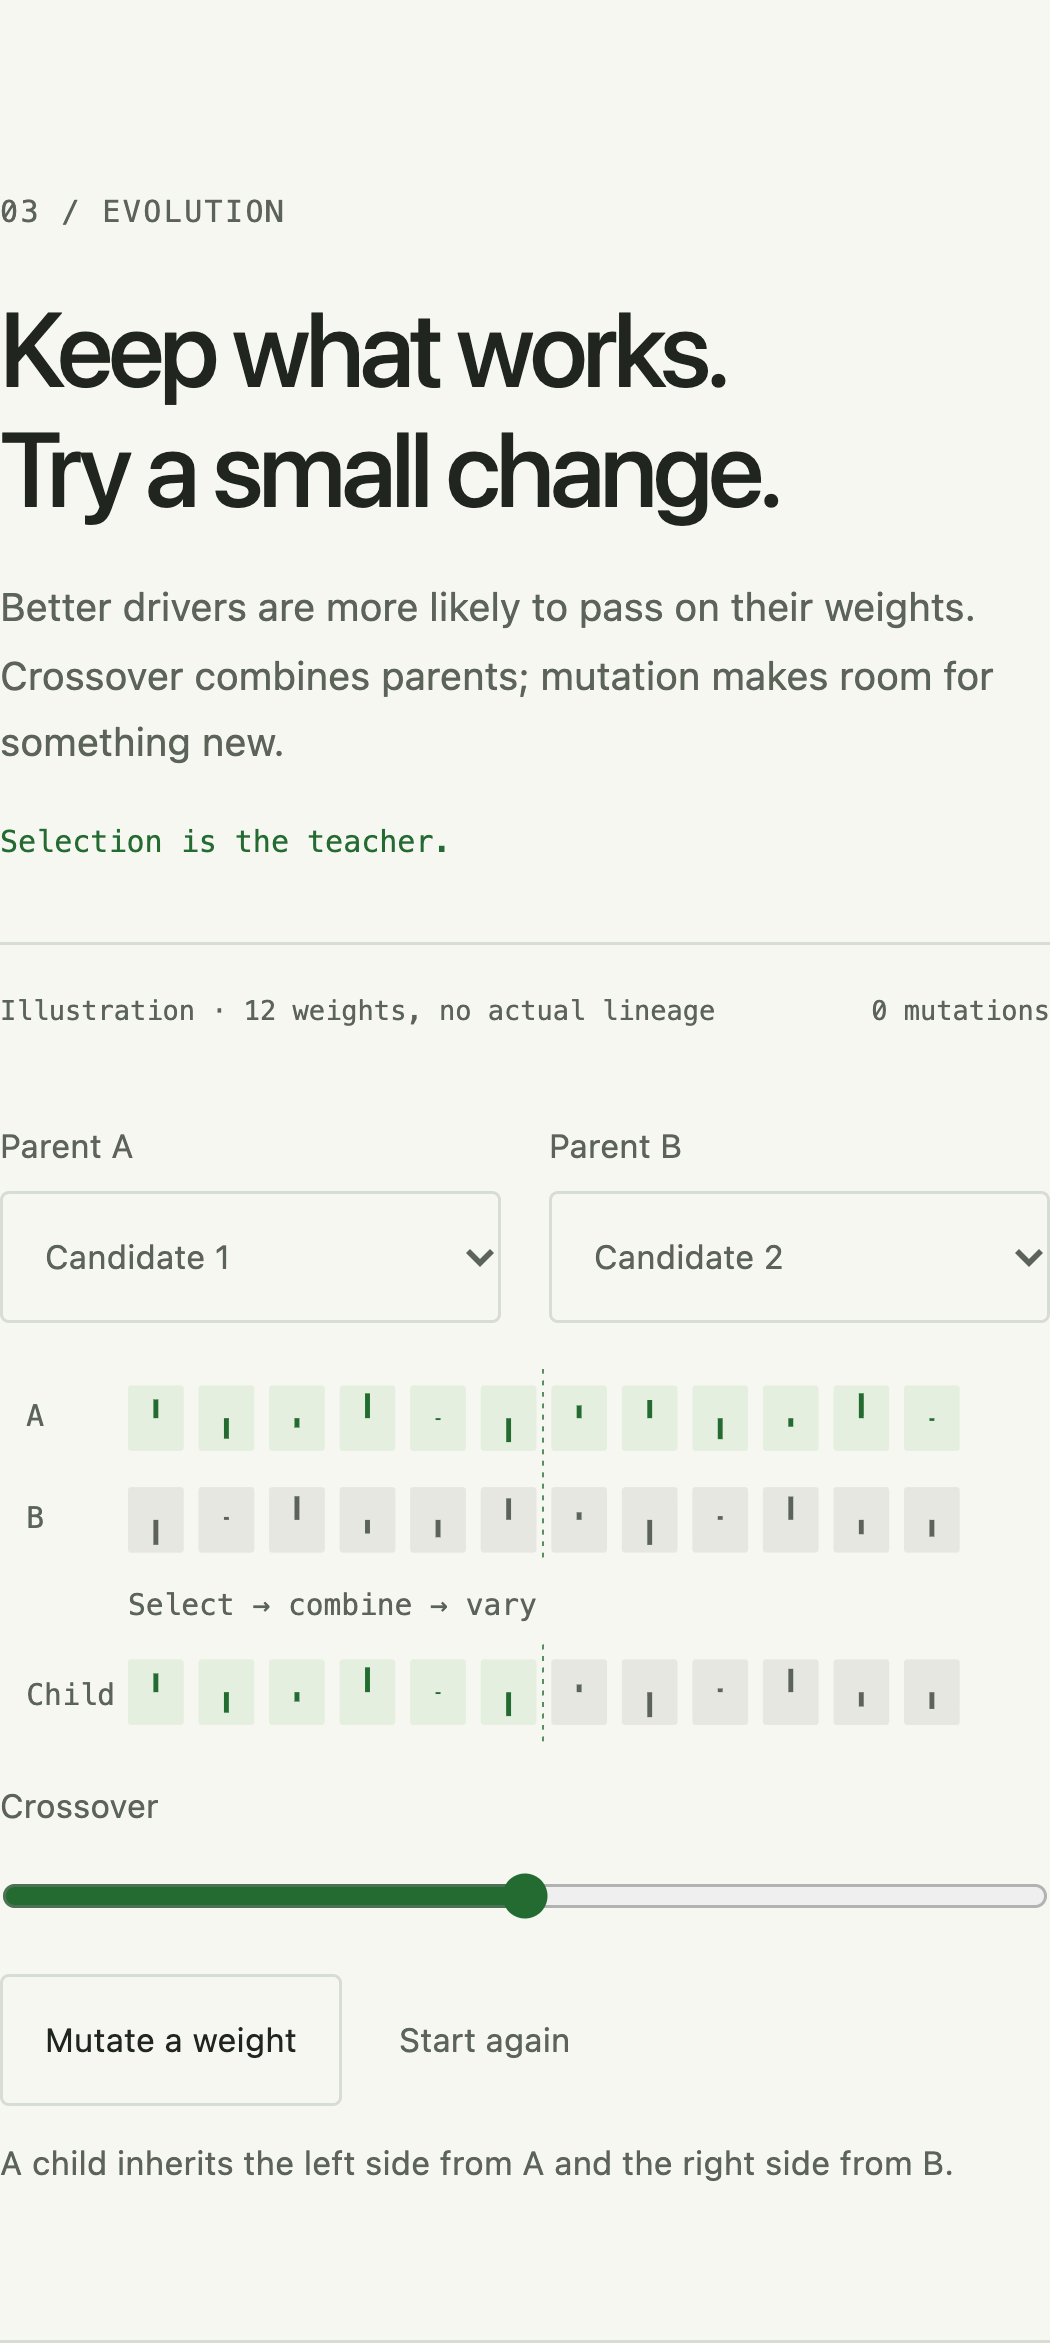 03 / EVOLUTION
Keep what works.
Try a small change.
Better drivers are more likely to pass on their weights.
Crossover combines parents; mutation makes room for
something new.
Selection is the teacher.
Illustration · 12 weights, no actual lineage
0 mutations
Parent A
Parent B
Candidate 1
Candidate 2
A
B
Select → combine → vary
Child
Crossover
Mutate a weight
Start again
A child inherits the left side from A and the right side from B.